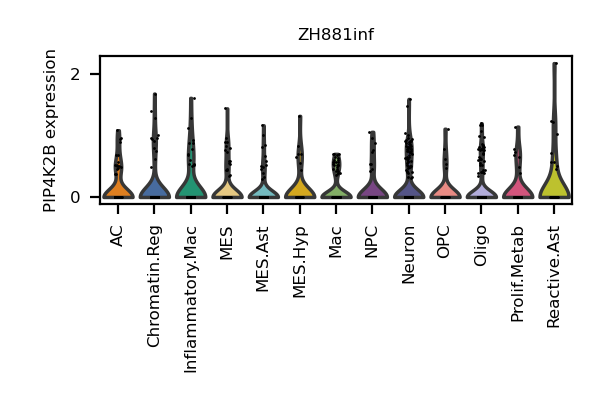 ZH881inf
PIP4K2B expression
2
0
AC
Chromatin.Reg
Inflammatory.Mac
MES
MES.Ast
MES.Hyp
Mac
NPC
Neuron
OPC
Oligo
Prolif.Metab
Reactive.Ast